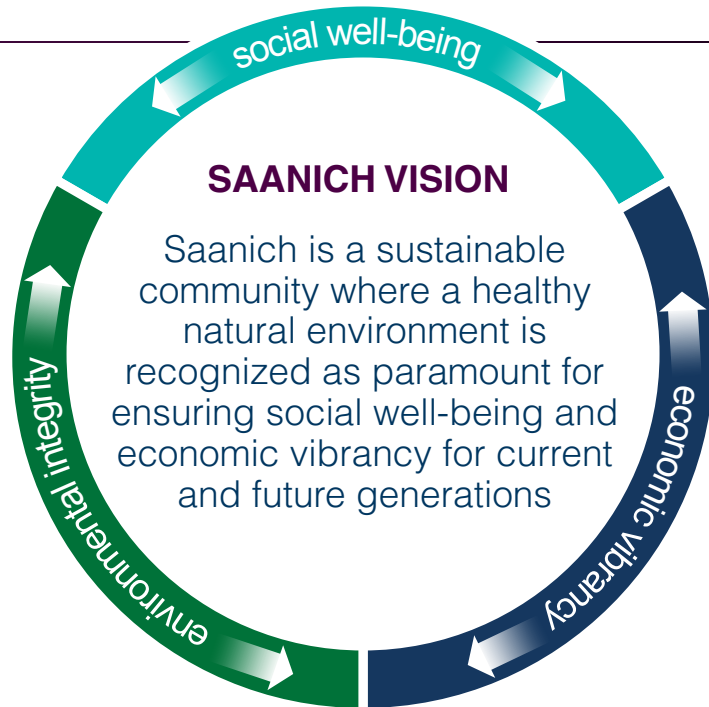 social well-being
SAANICH VISION
Saanich is a sustainable
community where a healthy
natural environment is
recognized as paramount for
ensuring social well-being and
economic vibrancy for current
and future generations
environmental integrity
economic vibrancy